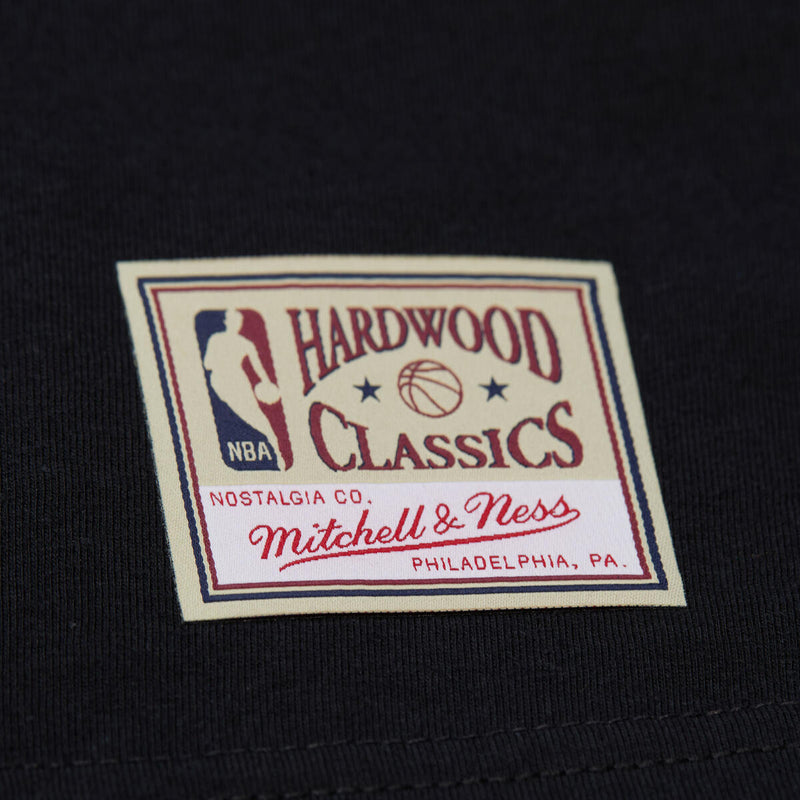 HARDWOOD
CLASSICS
NBA
NOSTALGIA CO.
Mitchell & Ness
PHILADELPHIA, PA.